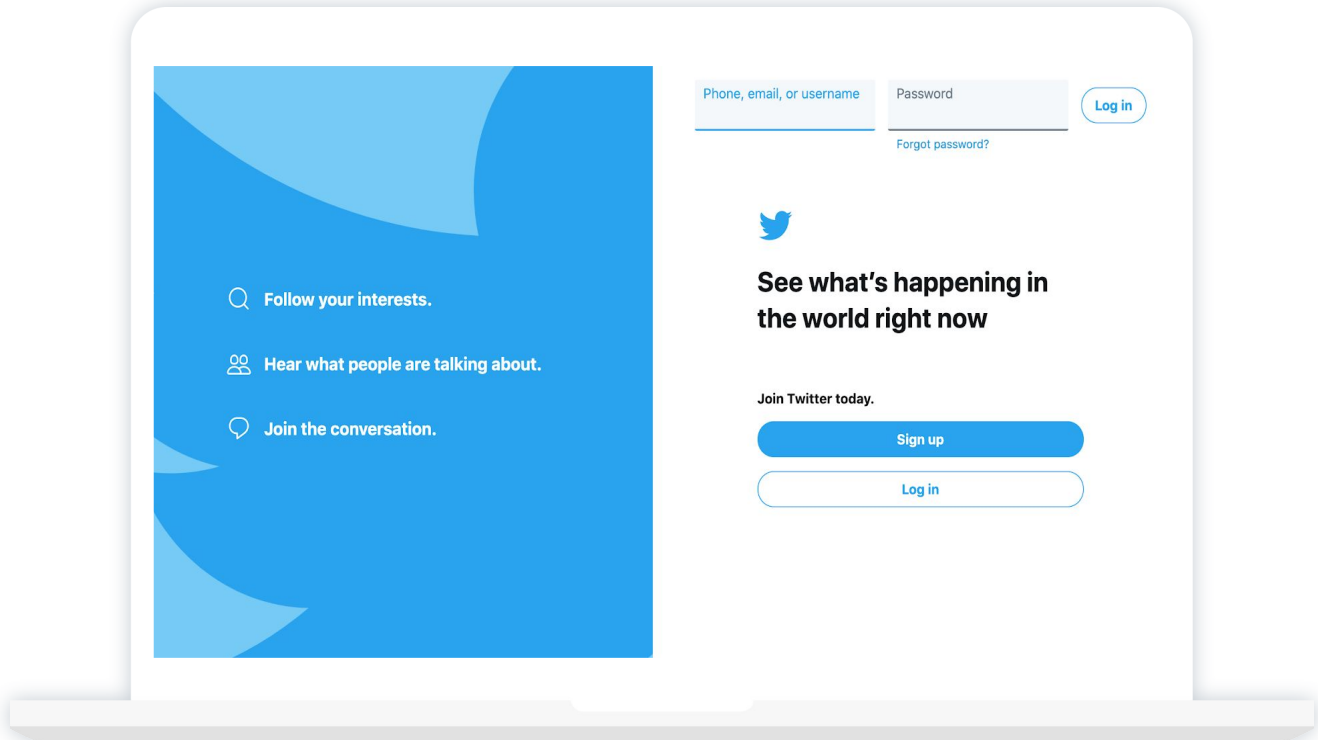 Follow your interests.
Hear what people are talking about.
Join the conversation.
Phone, email, or username
Password
Log in
Forgot password?
See what's happening in
the world right now
Join Twitter today.
Sign up
Log in